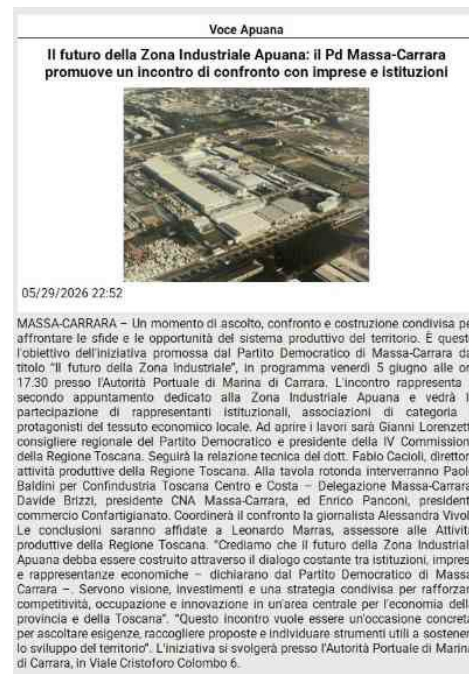 Voce Apuana
Il futuro della Zona Industriale Apuana: il Pd Massa-Carrara
promuove un incontro di confronto con imprese e istituzioni
05/29/2026 22:52
MASSA-CARRARA – Un momento di ascolto, confronto e costruzione condivisa pe
affrontare le sfide e le opportunità del sistema produttivo del territorio. È quest
l'obiettivo dell'iniziativa promossa dal Partito Democratico di Massa-Carrara da
titolo "Il futuro della Zona Industriale", in programma venerdì 5 giugno alle or
17.30 presso l'Autorità Portuale di Marina di Carrara. L'incontro rappresenta
secondo appuntamento dedicato alla Zona Industriale Apuana e vedrà l
partecipazione di rappresentanti istituzionali, associazioni di categoria
protagonisti del tessuto economico locale. Ad aprire i lavori sarà Gianni Lorenzett
consigliere regionale del Partito Democratico e presidente della IV Commission
della Regione Toscana. Seguirà la relazione tecnica del dott. Fabio Cacioli, direttor
attività produttive della Regione Toscana. Alla tavola rotonda interverranno Paol
Baldini per Confindustria Toscana Centro e Costa – Delegazione Massa-Carrara
Davide Brizzi, presidente CNA Massa-Carrara, ed Enrico Panconi, president
commercio Confartigianato. Coordinerà il confronto la giornalista Alessandra Vivol
Le conclusioni saranno affidate a Leonardo Marras, assessore alle Attivit
produttive della Regione Toscana. "Crediamo che il futuro della Zona Industrial
Apuana debba essere costruito attraverso il dialogo costante tra istituzioni, impres
e rappresentanze economiche – dichiarano dal Partito Democratico di Massa
Carrara –. Servono visione, investimenti e una strategia condivisa per rafforzar
competitività, occupazione e innovazione in un'area centrale per l'economia dell
provincia e della Toscana". "Questo incontro vuole essere un'occasione concret
per ascoltare esigenze, raccogliere proposte e individuare strumenti utili a sostener
lo sviluppo del territorio". L'iniziativa si svolgerà presso l'Autorità Portuale di Marin
di Carrara, in Viale Cristoforo Colombo 6.